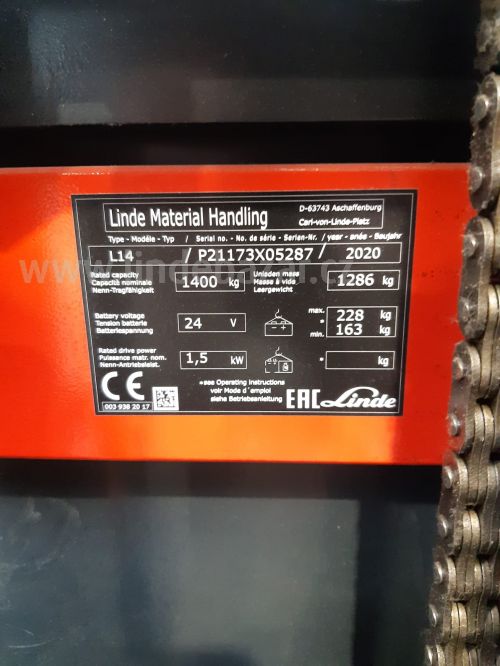 Linde Material Handling
D-63743 Aschaffenburg
Carl-von-Linde-Platz
Type - Modèle - Typ / Serial no. - No. de série - Serien-Nr. / year - anée - Baujahr
L14 / P21173X05287 / 2020
Rated capacity
Capacité nominale
Nenn-Tragfähigkeit
1400 kg
Unladen mass
Masse à vide
Leergewicht
1286 kg
Battery voltage
Tension batterie
Batteriespannung
24 V
max. 228 kg
*
min. 163 kg
Rated drive power
Puissance matr. nom.
Nenn-Antriebsleist.
1,5 kW
* kg
CE
003 938 20 17
*see Operating instructions
voir Mode d'emploi
siehe Betriebsanleitung
EAC Linde